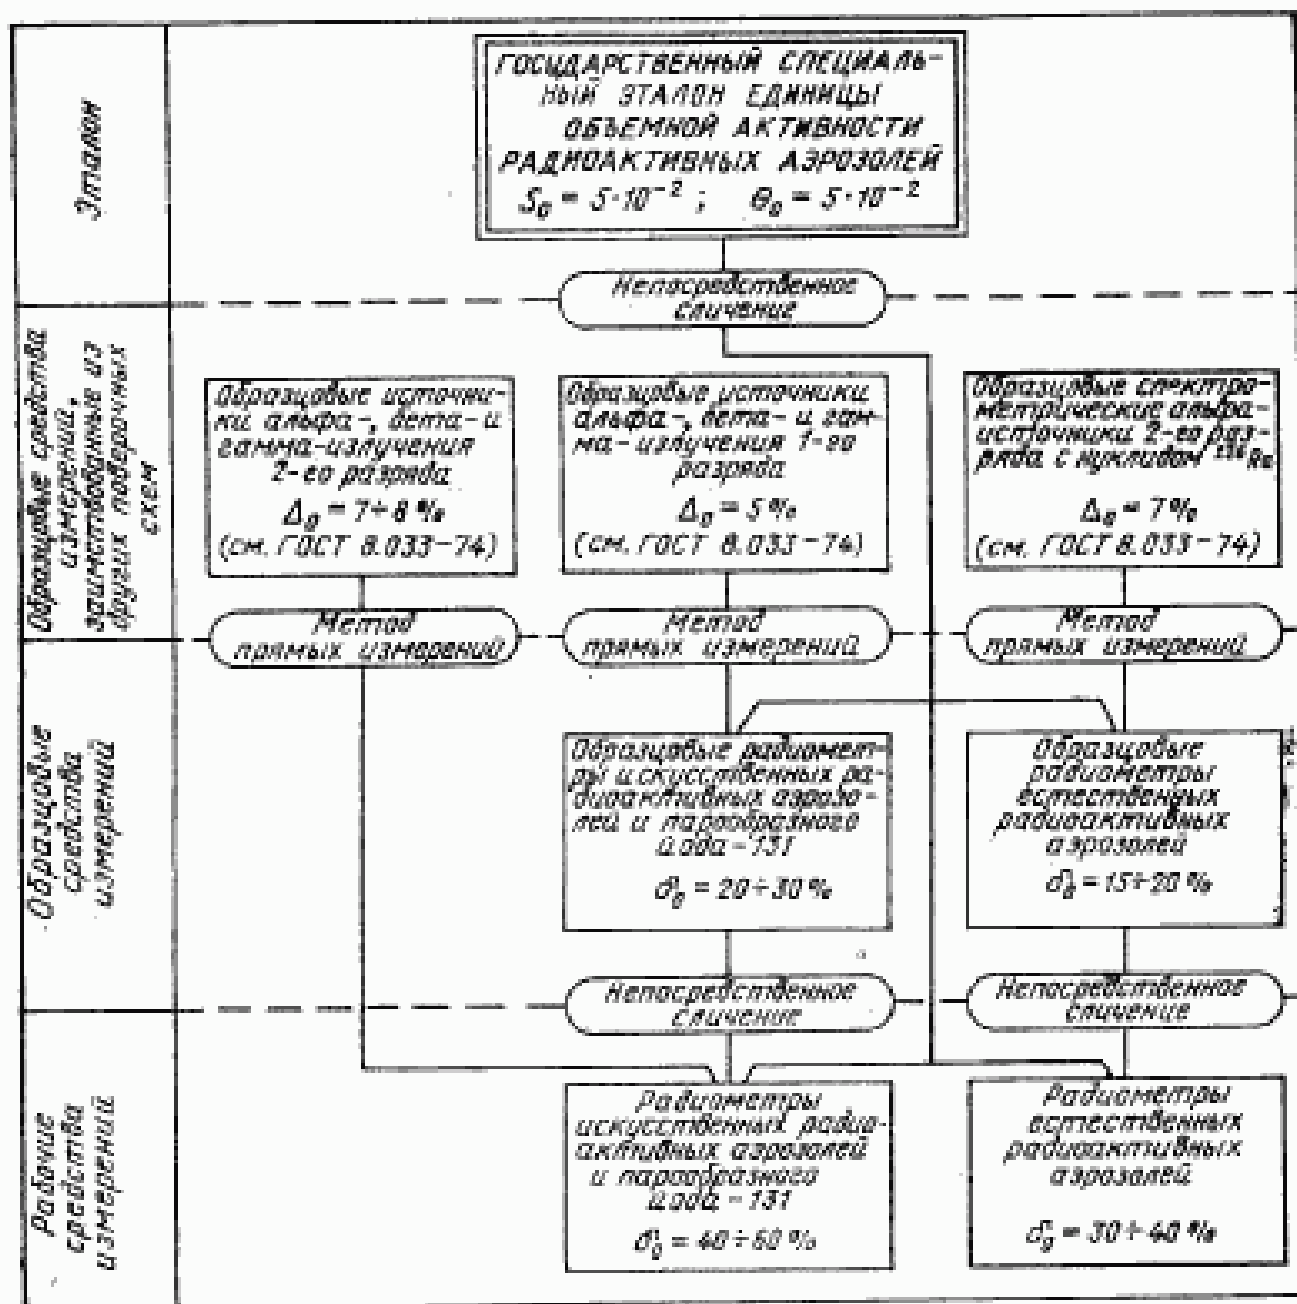 Эталон
ГОСУДАРСТВЕННЫЙ СПЕЦИАЛЬ-
НЫЙ ЭТАЛОН ЕДИНИЦЫ
ОБЪЕМНОЙ АКТИВНОСТИ
РАДИОАКТИВНЫХ АЭРОЗОЛЕЙ
S₀ = 5·10⁻² ; Θ₀ = 5·10⁻²
Непосредственное
сличение
Образцовые средства
измерений,
заимствованные из
других поверочных
схем
Образцовые источни-
ки альфа-, бета- и
гамма-излучения
2-го разряда
Δ₀ = 7÷8 %
(см. ГОСТ 8.033-74)
Образцовые источники
альфа-, бета- и гам-
ма-излучения 1-го
разряда
Δ₀ = 5 %
(см. ГОСТ 8.033-74)
Образцовые спектро-
метрические альфа-
источники 2-го раз-
ряда с нуклидом ²²⁶Ra
Δ₀ = 7 %
(см. ГОСТ 8.033-74)
Метод
прямых измерений
Метод
прямых измерений
Метод
прямых измерений
Образцовые
средства
измерений
Образцовые радиомет-
ры искусственных ра-
диоактивных аэрозо-
лей и парообразного
йода-131
δ₀ = 20÷30 %
Образцовые
радиометры
естественных
радиоактивных
аэрозолей
δ₀ = 15÷20 %
Непосредственное
сличение
Непосредственное
сличение
Рабочие
средства
измерений
Радиометры
искусственных радио-
активных аэрозолей
и парообразного
йода-131
δ₀ = 40÷60 %
Радиометры
естественных
радиоактивных
аэрозолей
δ₀ = 30÷40 %